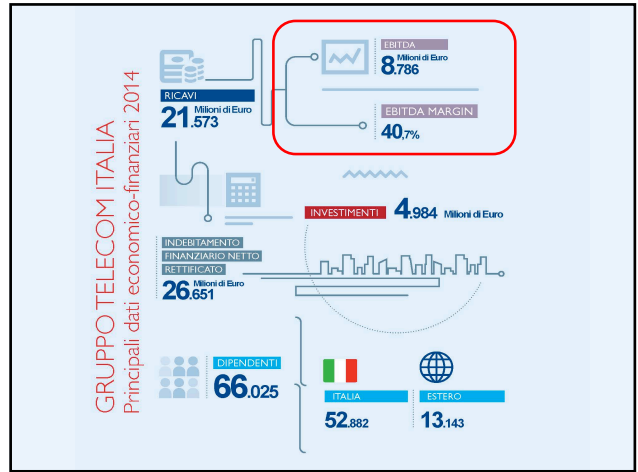 GRUPPO TELECOM ITALIA
Principali dati economico-finanziari 2014
RICAVI
21.573 Milioni di Euro
EBITDA
8.786 Milioni di Euro
EBITDA MARGIN
40,7%
INVESTIMENTI 4.984 Milioni di Euro
INDEBITAMENTO
FINANZIARIO NETTO
RETTIFICATO
26.651 Milioni di Euro
DIPENDENTI
66.025
ITALIA
52.882
ESTERO
13.143